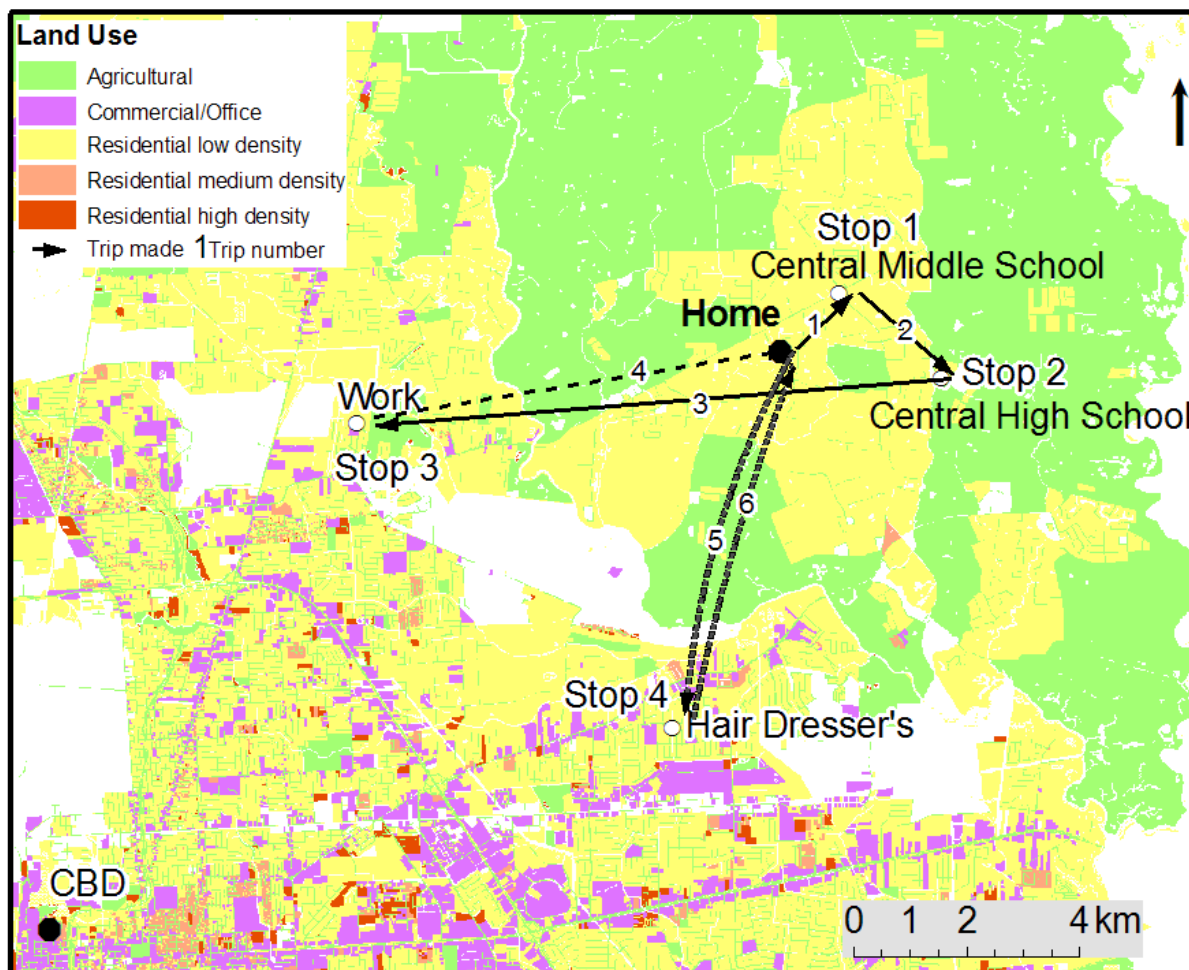 Land Use
Agricultural
Commercial/Office
Residential low density
Residential medium density
Residential high density
Trip made 1 Trip number
Stop 1
Central Middle School
Home
1
2
4
Stop 2
Work
3
Central High School
Stop 3
6
5
Stop 4
Hair Dresser's
CBD
0 1 2 4 km